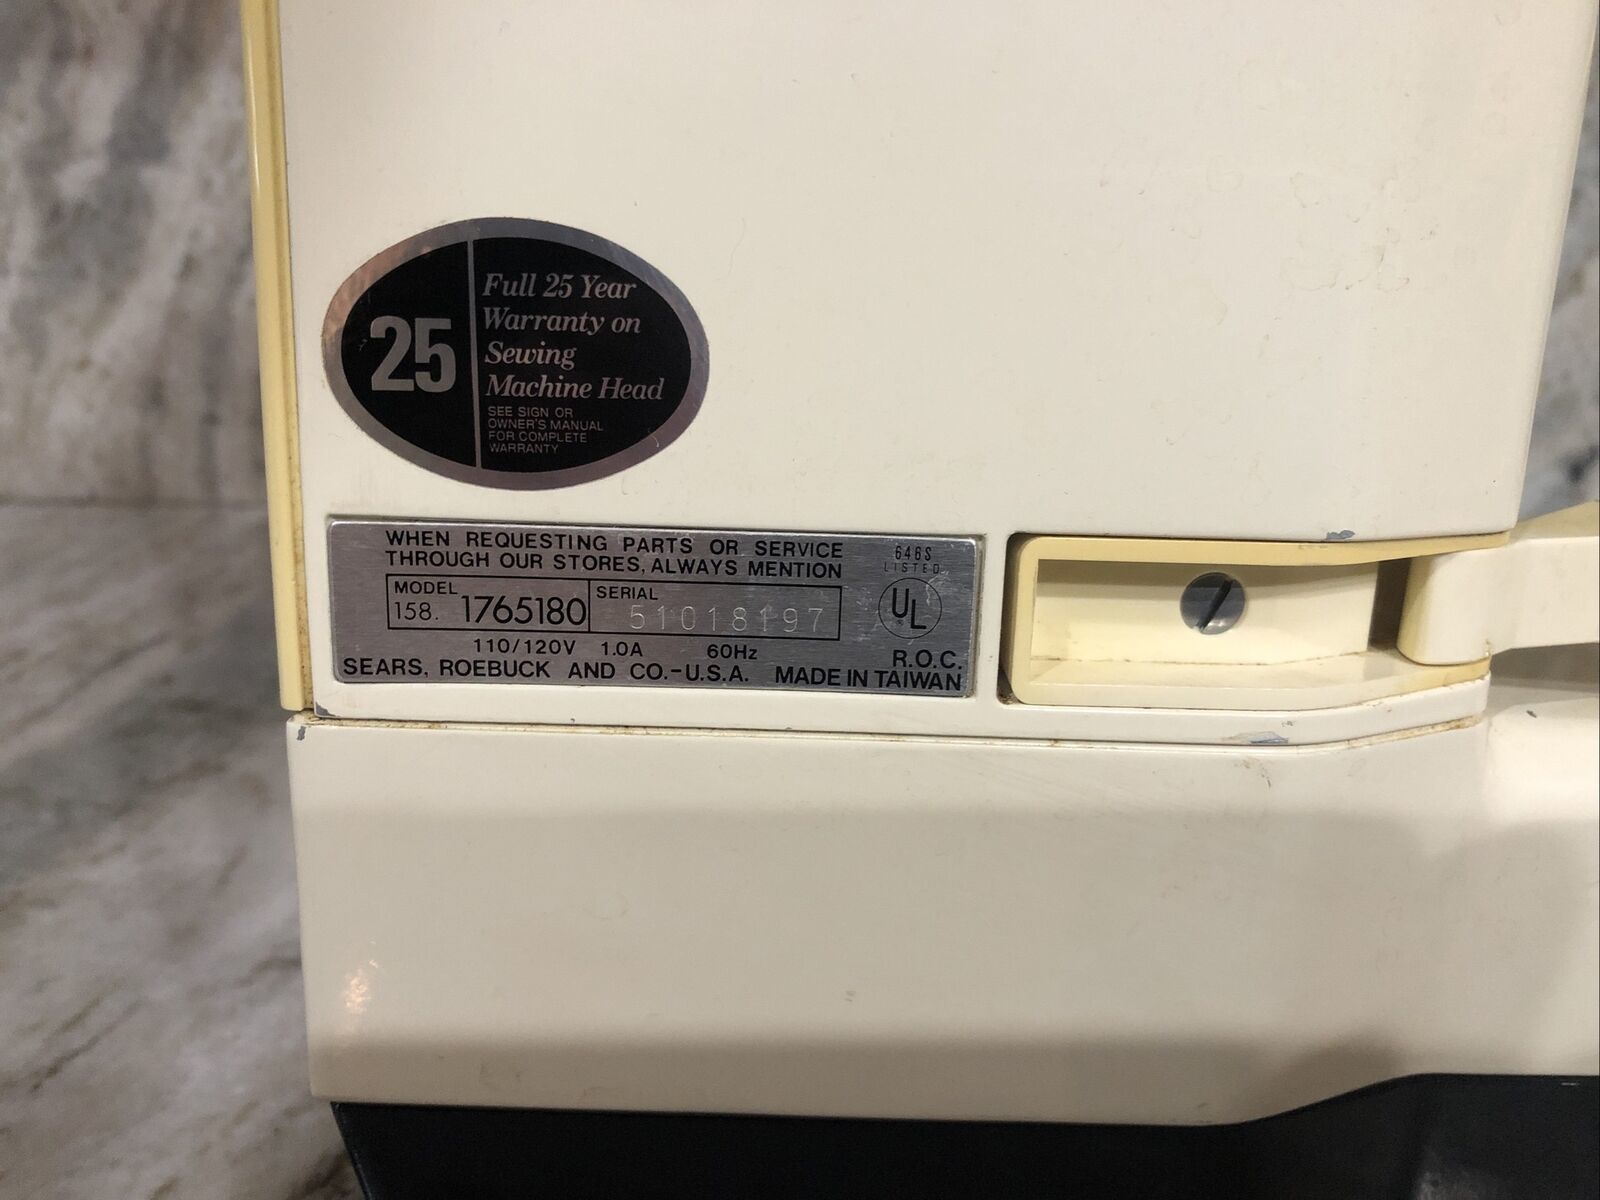 25
Full 25 Year
Warranty on
Sewing
Machine Head
SEE SIGN OR
OWNER'S MANUAL
FOR COMPLETE
WARRANTY
WHEN REQUESTING PARTS OR SERVICE
THROUGH OUR STORES, ALWAYS MENTION
646S
LISTED
MODEL
158. 1765180
SERIAL
51018197
UL
110/120V 1.0A 60Hz
R.O.C.
SEARS, ROEBUCK AND CO.-U.S.A. MADE IN TAIWAN